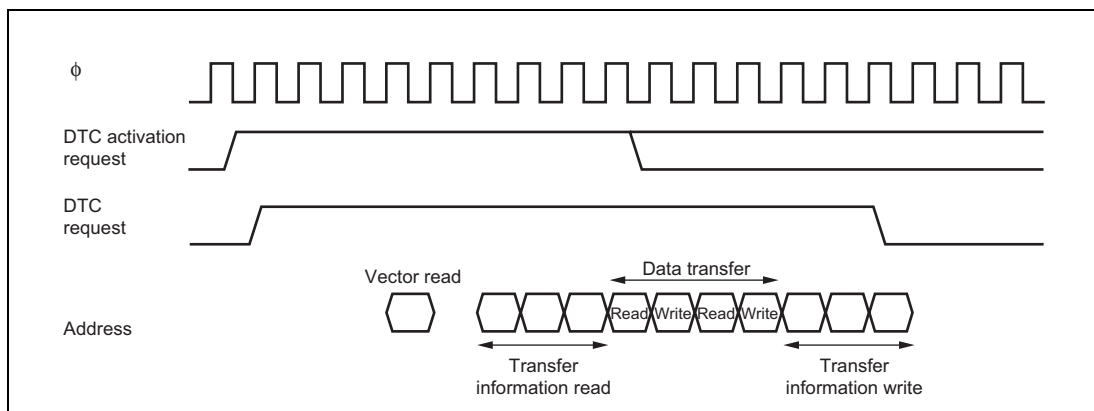 ϕ
DTC activation
request
DTC
request
Vector read
Data transfer
Address
Read Write Read Write
Transfer
information read
Transfer
information write